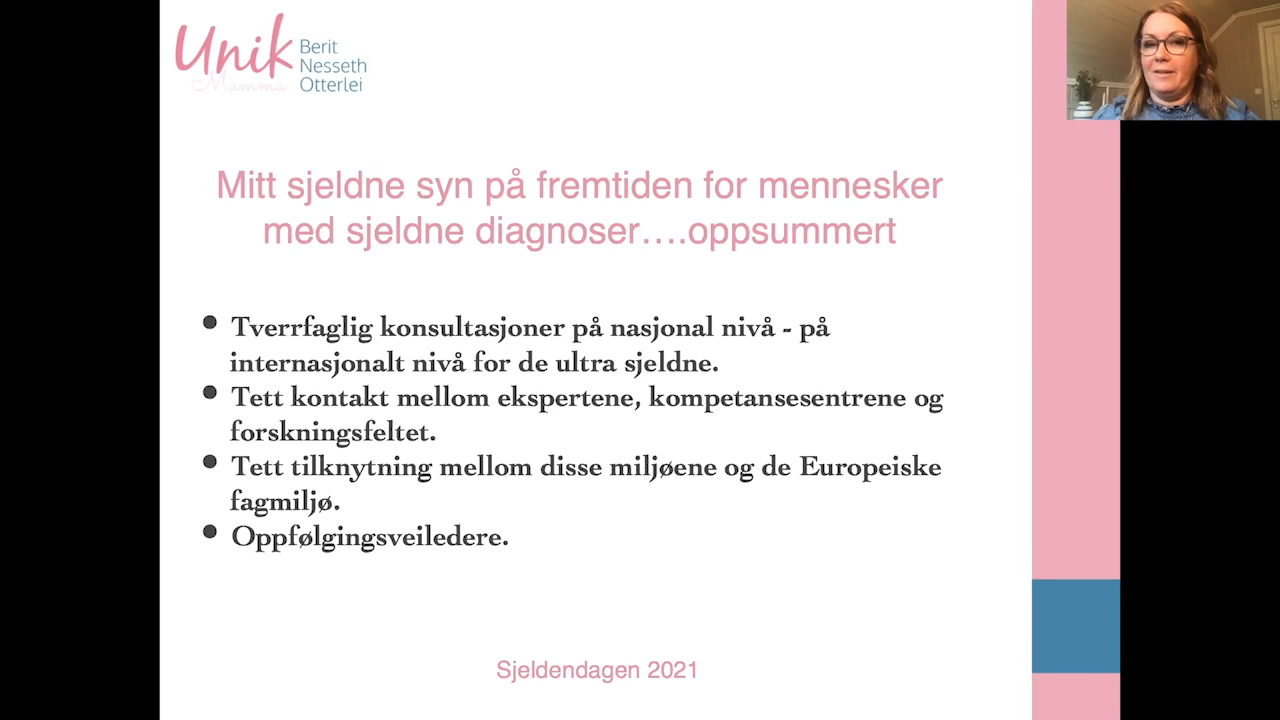 Unik
Mamma
Berit
Nesseth
Otterlei
Mitt sjeldne syn på fremtiden for mennesker
med sjeldne diagnoser….oppsummert
• Tverrfaglig konsultasjoner på nasjonal nivå - på
internasjonalt nivå for de ultra sjeldne.
• Tett kontakt mellom ekspertene, kompetansesentrene og
forskningsfeltet.
• Tett tilknytning mellom disse miljøene og de Europeiske
fagmiljø.
• Oppfølgingsveiledere.
Sjeldendagen 2021